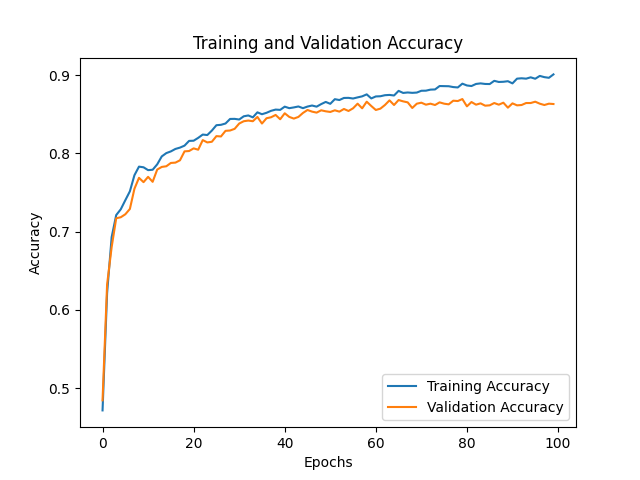 Training and Validation Accuracy
Accuracy
0.9
0.8
0.7
0.6
0.5
Training Accuracy
Validation Accuracy
0 20 40 60 80 100
Epochs